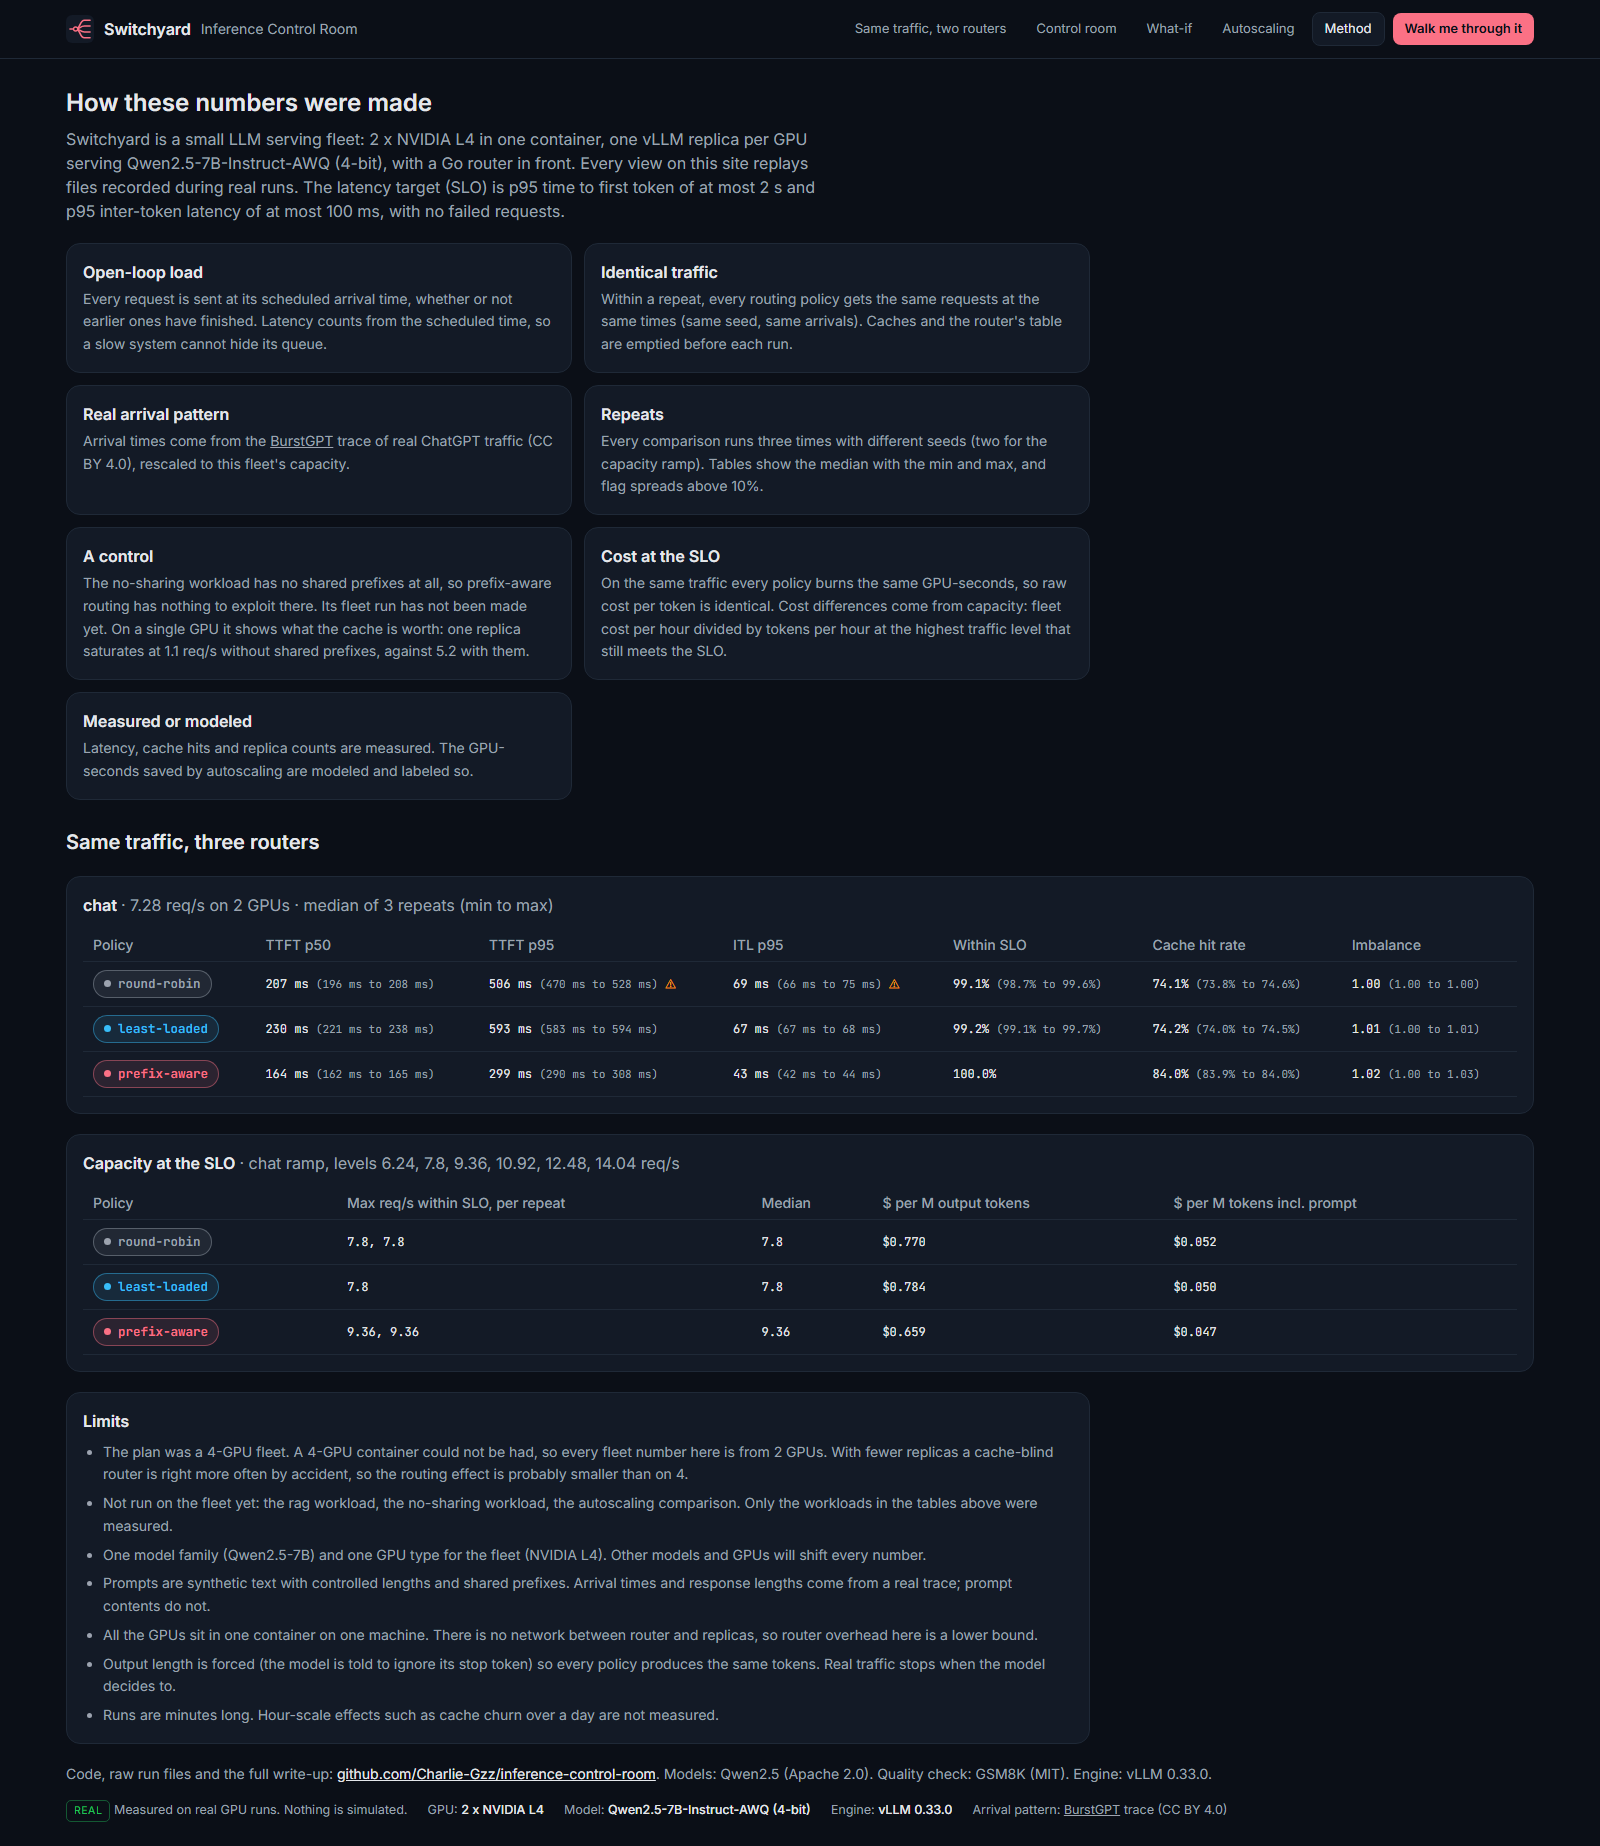 Switchyard Inference Control Room
Same traffic, two routers Control room What-if Autoscaling Method Walk me through it
How these numbers were made
Switchyard is a small LLM serving fleet: 2 x NVIDIA L4 in one container, one vLLM replica per GPU
serving Qwen2.5-7B-Instruct-AWQ (4-bit), with a Go router in front. Every view on this site replays
files recorded during real runs. The latency target (SLO) is p95 time to first token of at most 2 s and
p95 inter-token latency of at most 100 ms, with no failed requests.
Open-loop load
Every request is sent at its scheduled arrival time, whether or not
earlier ones have finished. Latency counts from the scheduled time, so
a slow system cannot hide its queue.
Identical traffic
Within a repeat, every routing policy gets the same requests at the
same times (same seed, same arrivals). Caches and the router's table
are emptied before each run.
Real arrival pattern
Arrival times come from the BurstGPT trace of real ChatGPT traffic (CC
BY 4.0), rescaled to this fleet's capacity.
Repeats
Every comparison runs three times with different seeds (two for the
capacity ramp). Tables show the median with the min and max, and
flag spreads above 10%.
A control
The no-sharing workload has no shared prefixes at all, so prefix-aware
routing has nothing to exploit there. Its fleet run has not been made
yet. On a single GPU it shows what the cache is worth: one replica
saturates at 1.1 req/s without shared prefixes, against 5.2 with them.
Cost at the SLO
On the same traffic every policy burns the same GPU-seconds, so raw
cost per token is identical. Cost differences come from capacity: fleet
cost per hour divided by tokens per hour at the highest traffic level that
still meets the SLO.
Measured or modeled
Latency, cache hits and replica counts are measured. The GPU-
seconds saved by autoscaling are modeled and labeled so.
Same traffic, three routers
chat · 7.28 req/s on 2 GPUs · median of 3 repeats (min to max)
Policy TTFT p50 TTFT p95 ITL p95 Within SLO Cache hit rate Imbalance
round-robin 207 ms (196 ms to 208 ms) 506 ms (470 ms to 528 ms) ⚠ 69 ms (66 ms to 75 ms) ⚠ 99.1% (98.7% to 99.6%) 74.1% (73.8% to 74.6%) 1.00 (1.00 to 1.00)
least-loaded 230 ms (221 ms to 238 ms) 593 ms (583 ms to 594 ms) 67 ms (67 ms to 68 ms) 99.2% (99.1% to 99.7%) 74.2% (74.0% to 74.5%) 1.01 (1.00 to 1.01)
prefix-aware 164 ms (162 ms to 165 ms) 299 ms (290 ms to 308 ms) 43 ms (42 ms to 44 ms) 100.0% 84.0% (83.9% to 84.0%) 1.02 (1.00 to 1.03)
Capacity at the SLO · chat ramp, levels 6.24, 7.8, 9.36, 10.92, 12.48, 14.04 req/s
Policy Max req/s within SLO, per repeat Median $ per M output tokens $ per M tokens incl. prompt
round-robin 7.8, 7.8 7.8 $0.770 $0.052
least-loaded 7.8 7.8 $0.784 $0.050
prefix-aware 9.36, 9.36 9.36 $0.659 $0.047
Limits
• The plan was a 4-GPU fleet. A 4-GPU container could not be had, so every fleet number here is from 2 GPUs. With fewer replicas a cache-blind
router is right more often by accident, so the routing effect is probably smaller than on 4.
• Not run on the fleet yet: the rag workload, the no-sharing workload, the autoscaling comparison. Only the workloads in the tables above were
measured.
• One model family (Qwen2.5-7B) and one GPU type for the fleet (NVIDIA L4). Other models and GPUs will shift every number.
• Prompts are synthetic text with controlled lengths and shared prefixes. Arrival times and response lengths come from a real trace; prompt
contents do not.
• All the GPUs sit in one container on one machine. There is no network between router and replicas, so router overhead here is a lower bound.
• Output length is forced (the model is told to ignore its stop token) so every policy produces the same tokens. Real traffic stops when the model
decides to.
• Runs are minutes long. Hour-scale effects such as cache churn over a day are not measured.
Code, raw run files and the full write-up: github.com/Charlie-Gzz/inference-control-room. Models: Qwen2.5 (Apache 2.0). Quality check: GSM8K (MIT). Engine: vLLM 0.33.0.
REAL Measured on real GPU runs. Nothing is simulated. GPU: 2 x NVIDIA L4 Model: Qwen2.5-7B-Instruct-AWQ (4-bit) Engine: vLLM 0.33.0 Arrival pattern: BurstGPT trace (CC BY 4.0)